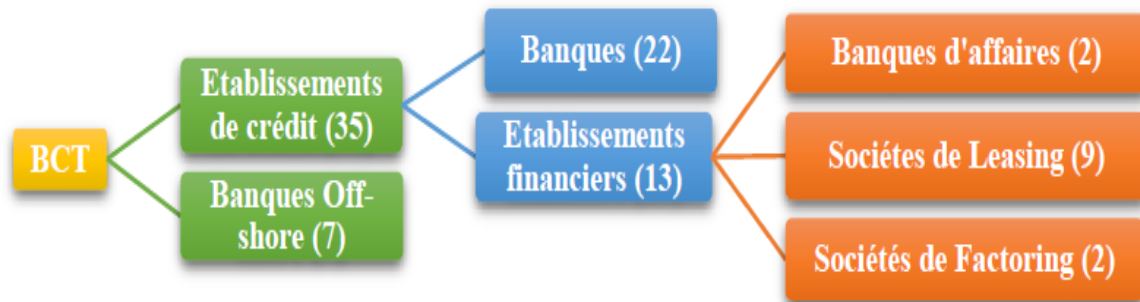 BCT
Etablissements
de crédit (35)
Banques Off-
shore (7)
Banques (22)
Etablissements
financiers (13)
Banques d'affaires (2)
Sociétes de Leasing (9)
Sociétés de Factoring (2)